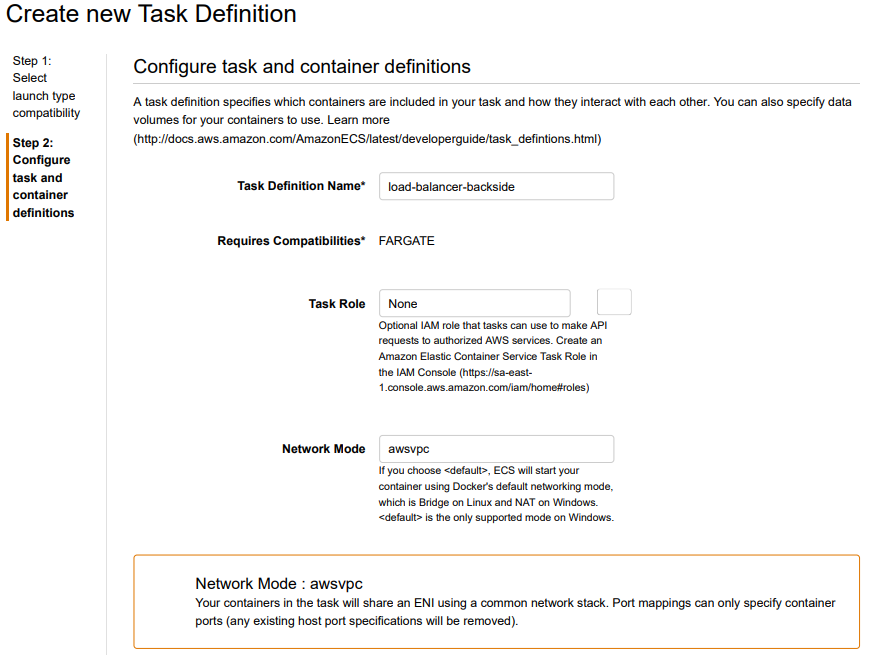 Create new Task Definition
Step 1:
Select
launch type
compatibility
Step 2:
Configure
task and
container
definitions
Configure task and container definitions
A task definition specifies which containers are included in your task and how they interact with each other. You can also specify data
volumes for your containers to use. Learn more
(http://docs.aws.amazon.com/AmazonECS/latest/developerguide/task_defintions.html)
Task Definition Name* load-balancer-backside
Requires Compatibilities* FARGATE
Task Role None
Optional IAM role that tasks can use to make API
requests to authorized AWS services. Create an
Amazon Elastic Container Service Task Role in
the IAM Console (https://sa-east-
1.console.aws.amazon.com/iam/home#roles)
Network Mode awsvpc
If you choose <default>, ECS will start your
container using Docker's default networking mode,
which is Bridge on Linux and NAT on Windows.
<default> is the only supported mode on Windows.
Network Mode : awsvpc
Your containers in the task will share an ENI using a common network stack. Port mappings can only specify container
ports (any existing host port specifications will be removed).